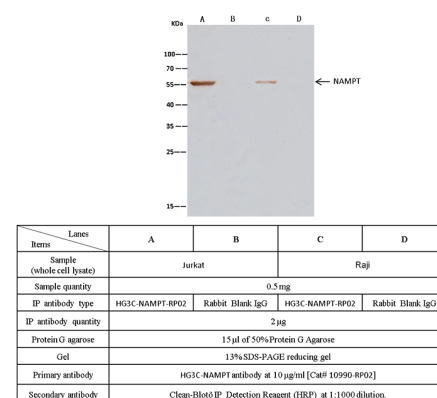 KDa A B c D
100—
70 —
55— ← NAMPT
40 —
35 —
25—
15—
Lanes
Items A B C D
Sample
(whole cell lysate) Jurkat Raji
Sample quantity 0.5 mg
IP antibody type HG3C-NAMPT-RP02 Rabbit Blank IgG HG3C-NAMPT-RP02 Rabbit Blank IgG
IP antibody quantity 2 μg
Protein G agarose 15 μl of 50% Protein G Agarose
Gel 13% SDS-PAGE reducing gel
Primary antibody HG3C-NAMPT antibody at 10 μg/ml [Cat# 10990-RP02]
Secondary antibody Clean-Blotô IP Detection Reagent (HRP) at 1:1000 dilution.